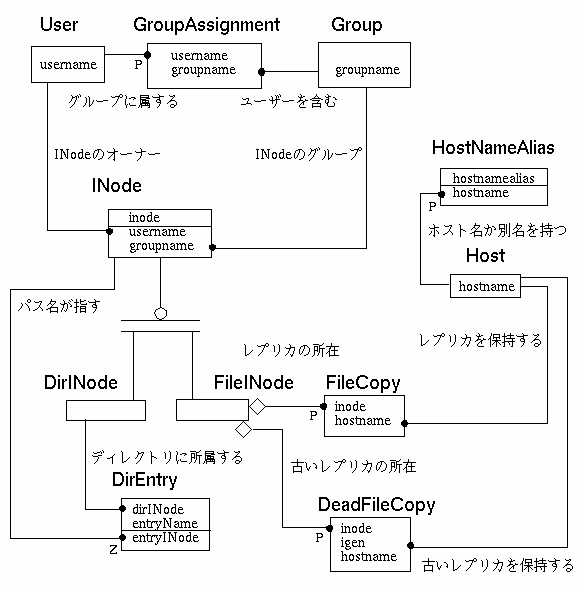 User
GroupAssignment
Group
username
username
groupname
groupname
P
グループに属する
ユーザーを含む
INodeのオーナー
INodeのグループ
HostNameAlias
hostnamealias
hostname
P
INode
inode
username
groupname
ホスト名か別名を持つ
Host
hostname
パス名が指す
レプリカを保持する
レプリカの所在
DirINode
FileINode
FileCopy
inode
hostname
P
ディレクトリに所属する
古いレプリカの所在
DirEntry
dirINode
entryName
entryINode
Z
DeadFileCopy
inode
igen
hostname
P
古いレプリカを保持する